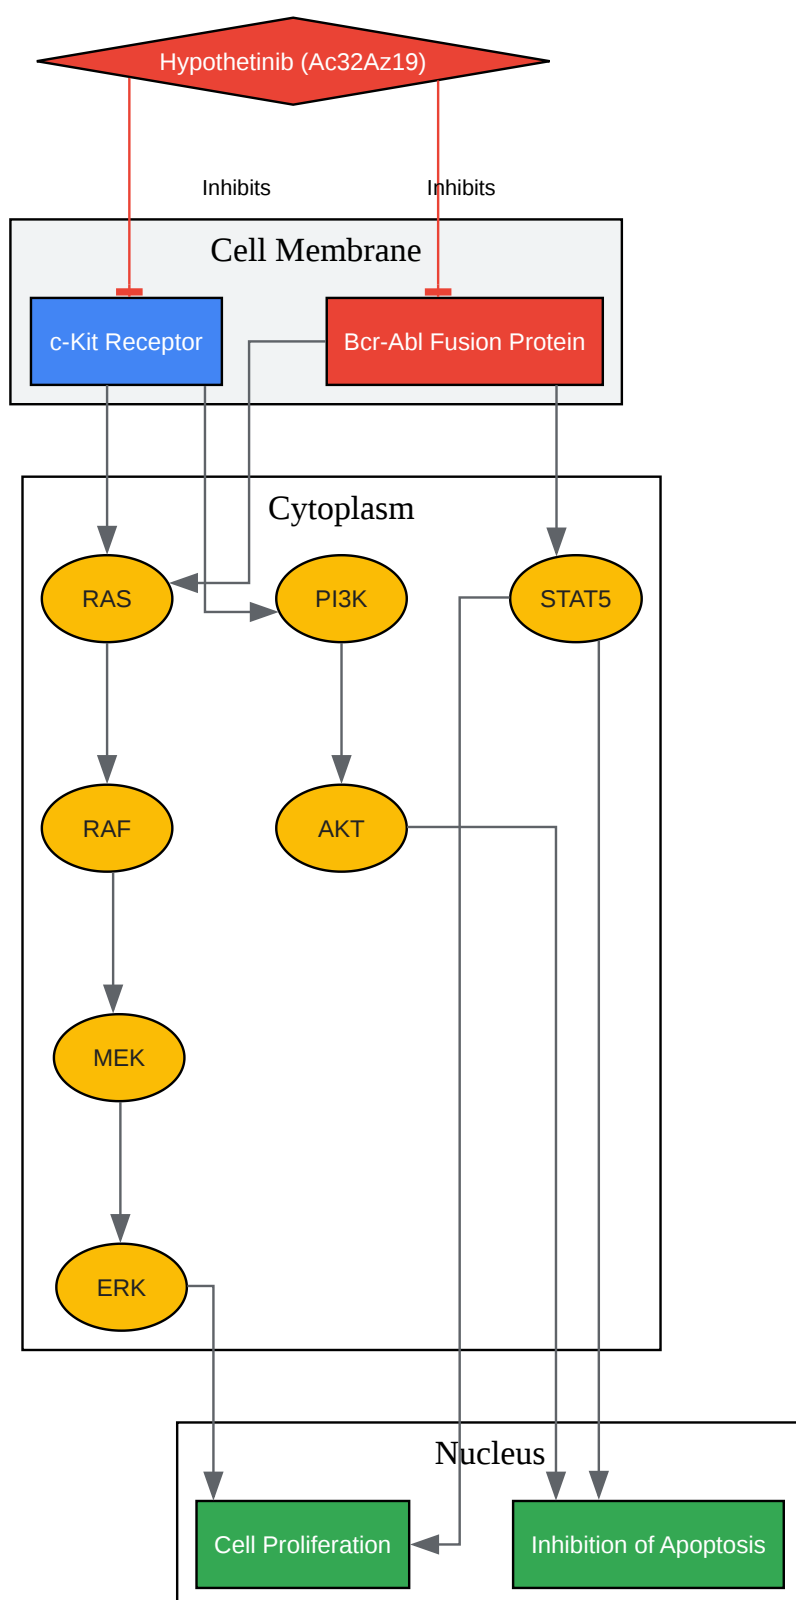 Hypothetinib (Ac32Az19)
Inhibits
Inhibits
Cell Membrane
c-Kit Receptor
Bcr-Abl Fusion Protein
Cytoplasm
RAS
PI3K
STAT5
RAF
AKT
MEK
ERK
Nucleus
Cell Proliferation
Inhibition of Apoptosis